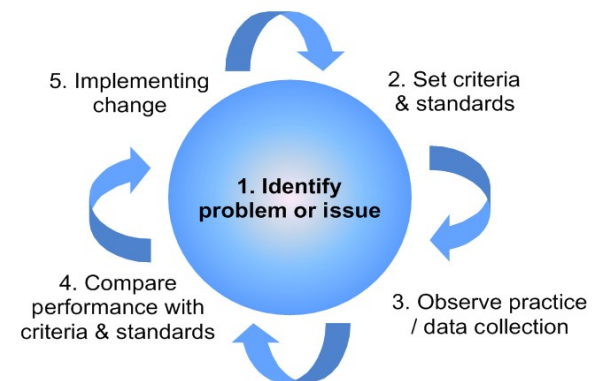 1. Identify
problem or issue
2. Set criteria
& standards
3. Observe practice
/ data collection
4. Compare
performance with
criteria & standards
5. Implementing
change